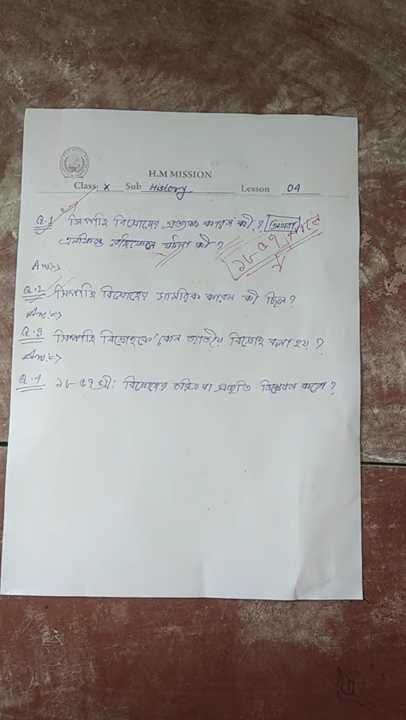 H.M MISSION
Class: X Sub History Lesson 04
Q.1 সিপাহি বিদ্রোহের প্রত্যক্ষ কারণ কী ? অথবা
এনফিল্ড রাইফেলের ঘটনা কী ?
১৮৫৭ সালে
Ans:⇒
Q.2 সিপাহি বিদ্রোহের সামরিক কারণ কী ছিল ?
Ans:⇒
Q.3 সিপাহি বিদ্রোহকে কেন জাতীয় বিদ্রোহ বলা হয় ?
Ans:⇒
Q.4 ১৮৫৭ খ্রী: বিদ্রোহের চরিত্র বা প্রকৃতি বিশ্লেষণ করো ?